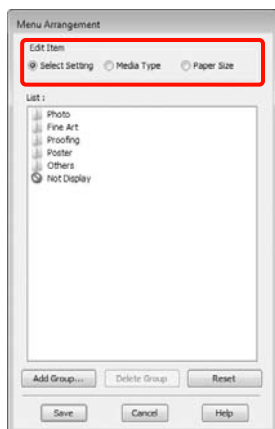 Menu Arrangement
Edit Item
Select Setting Media Type Paper Size
List :
Photo
Fine Art
Proofing
Poster
Others
Not Display
Add Group... Delete Group Reset
Save Cancel Help